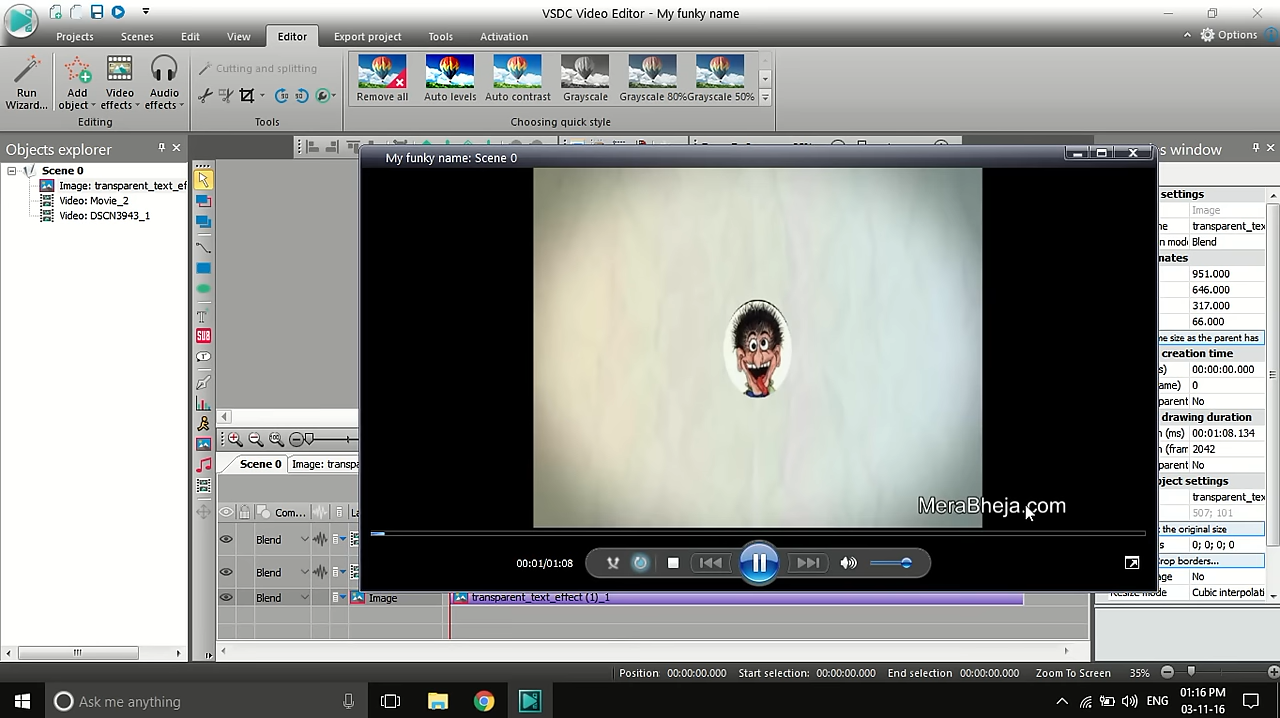 VSDC Video Editor - My funky name
Projects
Scenes
Edit
View
Editor
Export project
Tools
Activation
Options
Run
Wizard...
Add
object
Video
effects
Audio
effects
Editing
Cutting and splitting
Tools
Remove all
Auto levels
Auto contrast
Grayscale
Grayscale 80%
Grayscale 50%
Choosing quick style
Objects explorer
Scene 0
Image: transparent_text_ef
Video: Movie_2
Video: DSCN3943_1
SUB
T
My funky name: Scene 0
MeraBheja.com
00:01/01:08
s window
settings
Image
transparent_tex
Blend
nates
951.000
646.000
317.000
66.000
me size as the parent has
creation time
00:00:00.000
0
No
drawing duration
00:01:08.134
2042
No
ject settings
transparent_tex
507; 101
the original size
0; 0; 0; 0
rop borders...
No
Resize mode
Cubic interpolati
Scene 0
Image: transpa
Com...
La
Blend
Blend
Blend
Image
transparent_text_effect (1)_1
Position
00:00:00.000
Start selection:
00:00:00.000
End selection
00:00:00.000
Zoom To Screen
35%
Ask me anything
ENG
01:16 PM
03-11-16